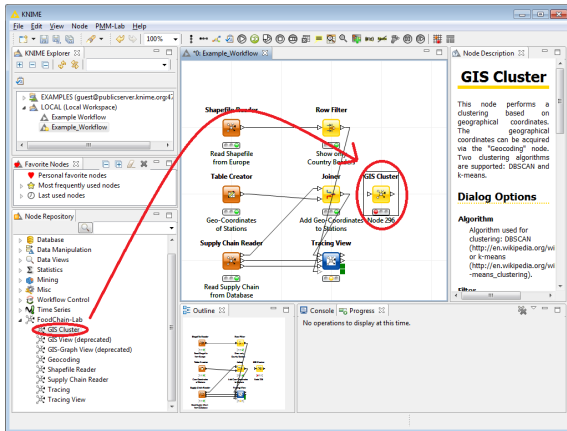 KNIME
File Edit View Node PMM-Lab Help
100%
KNIME Explorer
EXAMPLES (guest@publicserver.knime.org:47
LOCAL (Local Workspace)
Example Workflow
Example_Workflow
Favorite Nodes
Personal favorite nodes
Most frequently used nodes
Last used nodes
Node Repository
Database
Data Manipulation
Data Views
Statistics
Mining
Misc
Workflow Control
Time Series
FoodChain-Lab
GIS Cluster
GIS View (deprecated)
GIS-Graph View (deprecated)
Geocoding
Shapefile Reader
Supply Chain Reader
Tracing
Tracing View
*0: Example_Workflow
Shapefile Reader
Row Filter
Read Shapefile
from Europe
Show only
Country Borders
Table Creator
Joiner
GIS Cluster
Geo-Coordinates
of Stations
Add Geo-Coordinates
to Stations
Node 296
Supply Chain Reader
Tracing View
Read Supply Chain
from Database
Outline
Console
Progress
No operations to display at this time.
Node Description
GIS Cluster
This node performs a
clustering based on
geographical coordinates.
The geographical
coordinates can be acquired
via the "Geocoding" node.
Two clustering algorithms
are supported: DBSCAN and
k-means.
Dialog Options
Algorithm
Algorithm used for
clustering: DBSCAN
(http://en.wikipedia.org/wi
or k-means
(http://en.wikipedia.org/wi
-means_clustering).
Filter